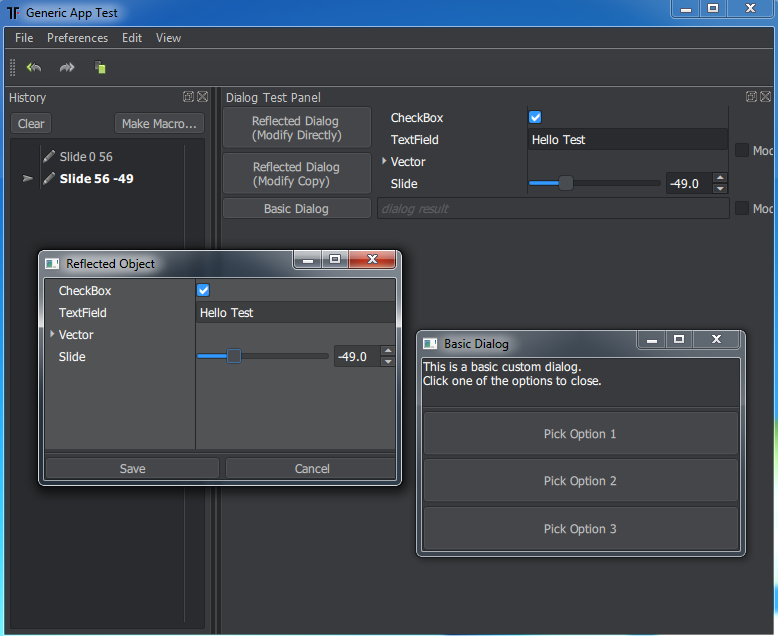 Generic App Test
File Preferences Edit View
History
Clear Make Macro...
Slide 0 56
Slide 56 -49
Dialog Test Panel
Reflected Dialog
(Modify Directly)
Reflected Dialog
(Modify Copy)
CheckBox
TextField Hello Test
Vector
Slide -49.0
Moc
Basic Dialog dialog result Moc
Reflected Object
CheckBox
TextField Hello Test
Vector
Slide -49.0
Save Cancel
Basic Dialog
This is a basic custom dialog.
Click one of the options to close.
Pick Option 1
Pick Option 2
Pick Option 3